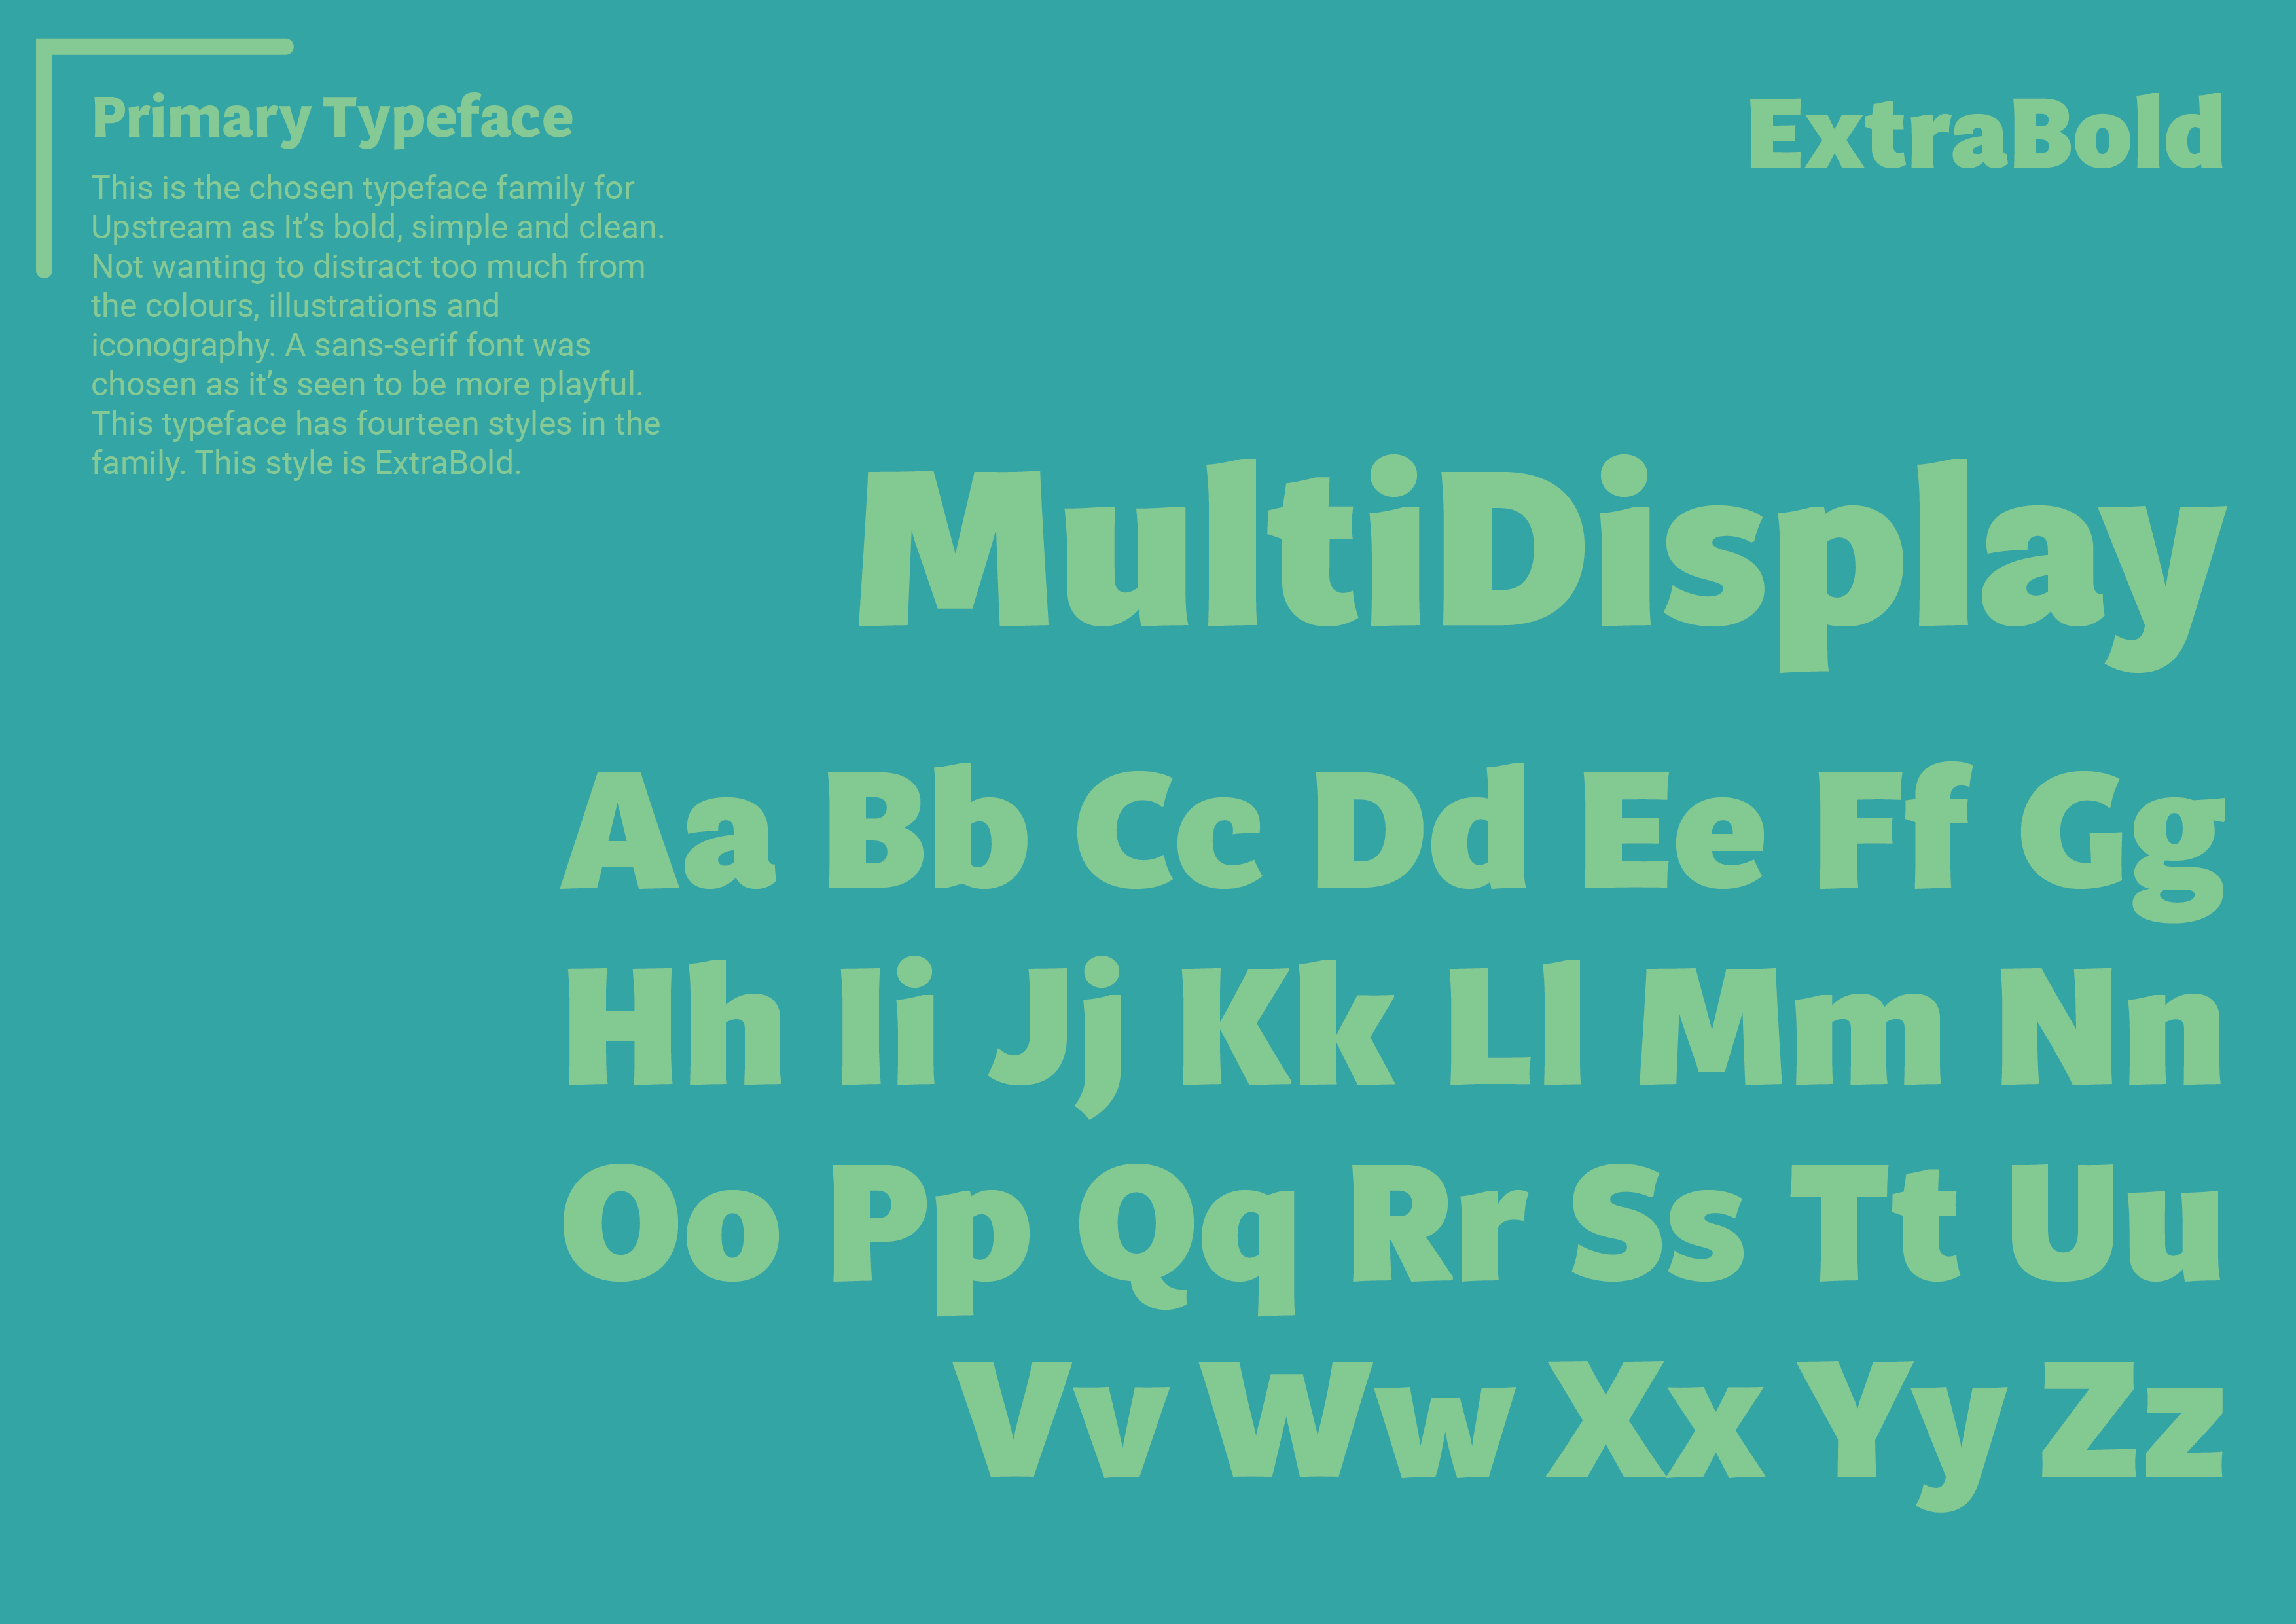 Primary Typeface
ExtraBold
This is the chosen typeface family for
Upstream as It’s bold, simple and clean.
Not wanting to distract too much from
the colours, illustrations and
iconography. A sans-serif font was
chosen as it’s seen to be more playful.
This typeface has fourteen styles in the
family. This style is ExtraBold.
MultiDisplay
Aa Bb Cc Dd Ee Ff Gg
Hh Ii Jj Kk Ll Mm Nn
Oo Pp Qq Rr Ss Tt Uu
Vv Ww Xx Yy Zz